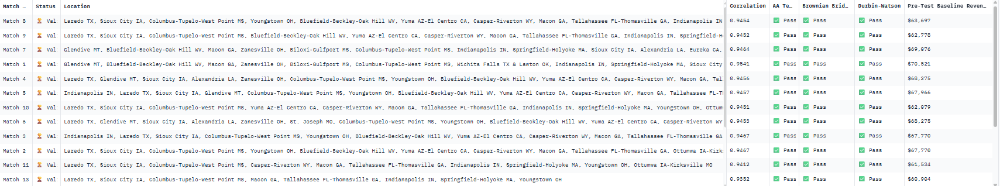 Match … Status Location Correlation AA Te… Brownian Brid… Durbin-Watson Pre-Test Baseline Reven…
Match 8 Val Laredo TX, Sioux City IA, Columbus-Tupelo-West Point MS, Youngstown OH, Bluefield-Beckley-Oak Hill WV, Yuma AZ-El Centro CA, Casper-Riverton WY, Macon GA, Tallahassee FL-Thomasville GA, Indianapolis IN 0.9454 Pass Pass Pass $63,697
Match 9 Val Laredo TX, Sioux City IA, Columbus-Tupelo-West Point MS, Bluefield-Beckley-Oak Hill WV, Yuma AZ-El Centro CA, Casper-Riverton WY, Macon GA, Tallahassee FL-Thomasville GA, Indianapolis IN, Springfield-H 0.9452 Pass Pass Pass $62,778
Match 7 Val Glendive MT, Bluefield-Beckley-Oak Hill WV, Macon GA, Zanesville OH, Biloxi-Gulfport MS, Columbus-Tupelo-West Point MS, Indianapolis IN, Springfield-Holyoke MA, Sioux City IA, Alexandria LA, Eureka CA, 0.9464 Pass Pass Pass $69,076
Match 1 Val Glendive MT, Bluefield-Beckley-Oak Hill WV, Macon GA, Zanesville OH, Biloxi-Gulfport MS, Columbus-Tupelo-West Point MS, Wichita Falls TX & Lawton OK, Indianapolis IN, Springfield-Holyoke MA, Sioux City 0.9541 Pass Pass Pass $70,521
Match 4 Val Laredo TX, Glendive MT, Sioux City IA, Alexandria LA, Zanesville OH, Columbus-Tupelo-West Point MS, Youngstown OH, Bluefield-Beckley-Oak Hill WV, Yuma AZ-El Centro CA, Casper-Riverton WY, Macon GA, Tal 0.9456 Pass Pass Pass $68,275
Match 5 Val Indianapolis IN, Laredo TX, Sioux City IA, Glendive MT, Columbus-Tupelo-West Point MS, Youngstown OH, Bluefield-Beckley-Oak Hill WV, Yuma AZ-El Centro CA, Casper-Riverton WY, Macon GA, Tallahassee FL-T 0.9457 Pass Pass Pass $67,966
Match 10 Val Laredo TX, Sioux City IA, Columbus-Tupelo-West Point MS, Yuma AZ-El Centro CA, Casper-Riverton WY, Macon GA, Tallahassee FL-Thomasville GA, Indianapolis IN, Springfield-Holyoke MA, Youngstown OH, Ottum 0.9451 Pass Pass Pass $62,079
Match 6 Val Laredo TX, Glendive MT, Sioux City IA, Alexandria LA, Zanesville OH, St. Joseph MO, Columbus-Tupelo-West Point MS, Youngstown OH, Bluefield-Beckley-Oak Hill WV, Yuma AZ-El Centro CA, Casper-Riverton WY 0.9453 Pass Pass Pass $68,275
Match 3 Val Indianapolis IN, Laredo TX, Sioux City IA, Columbus-Tupelo-West Point MS, Youngstown OH, Bluefield-Beckley-Oak Hill WV, Yuma AZ-El Centro CA, Casper-Riverton WY, Macon GA, Tallahassee FL-Thomasville GA 0.9467 Pass Pass Pass $67,770
Match 2 Val Laredo TX, Sioux City IA, Columbus-Tupelo-West Point MS, Youngstown OH, Bluefield-Beckley-Oak Hill WV, Yuma AZ-El Centro CA, Casper-Riverton WY, Macon GA, Tallahassee FL-Thomasville GA, Ottumwa IA-Kirk 0.9467 Pass Pass Pass $67,770
Match 11 Val Laredo TX, Sioux City IA, Columbus-Tupelo-West Point MS, Casper-Riverton WY, Macon GA, Tallahassee FL-Thomasville GA, Indianapolis IN, Springfield-Holyoke MA, Youngstown OH, Ottumwa IA-Kirksville MO 0.9412 Pass Pass Pass $61,534
Match 13 Val Laredo TX, Sioux City IA, Columbus-Tupelo-West Point MS, Macon GA, Tallahassee FL-Thomasville GA, Indianapolis IN, Springfield-Holyoke MA, Youngstown OH 0.9352 Pass Pass Pass $60,904